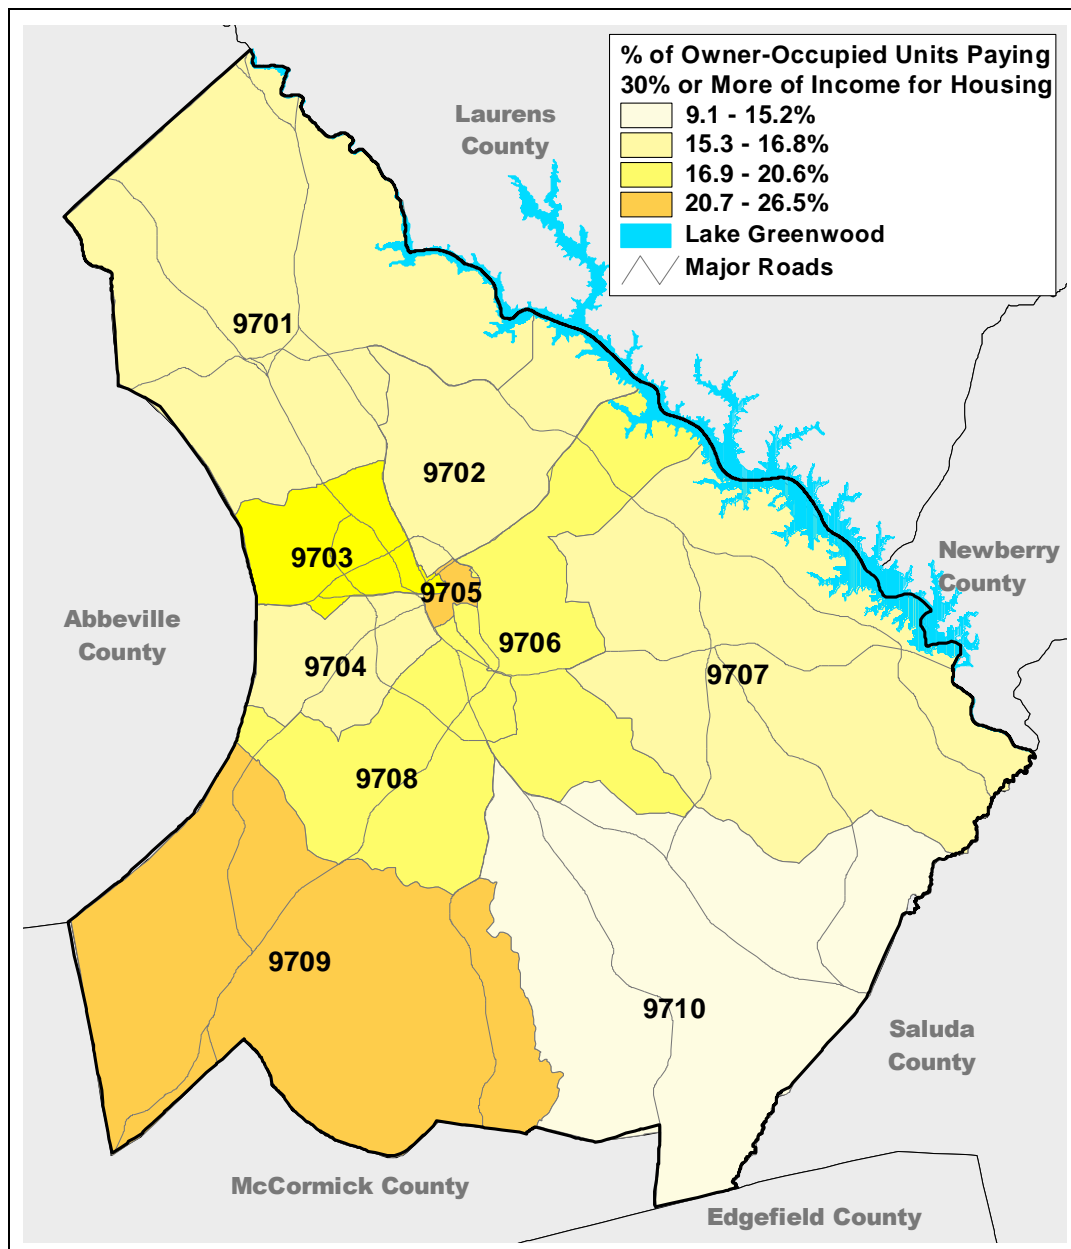 % of Owner-Occupied Units Paying
30% or More of Income for Housing
9.1 - 15.2%
15.3 - 16.8%
16.9 - 20.6%
20.7 - 26.5%
Lake Greenwood
Major Roads
Laurens
County
9701
9702
9703
Newberry
County
9705
Abbeville
County
9706
9704
9707
9708
9709
9710
Saluda
County
McCormick County
Edgefield County